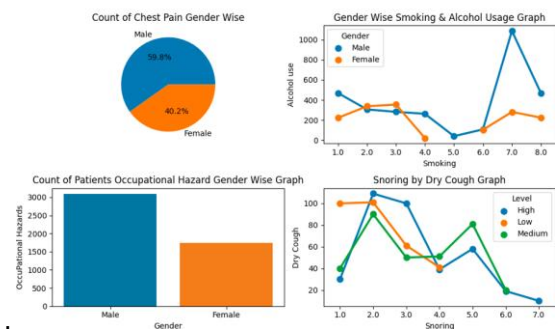 Count of Chest Pain Gender Wise
Male
59.8%
40.2%
Female
Gender Wise Smoking & Alcohol Usage Graph
Gender
Male
Female
Alcohol use
1000
800
600
400
200
0
1.0 2.0 3.0 4.0 5.0 6.0 7.0 8.0
Smoking
Count of Patients Occupational Hazard Gender Wise Graph
OccuPational Hazards
3000
2500
2000
1500
1000
500
0
Male Female
Gender
Snoring by Dry Cough Graph
Level
High
Low
Medium
Dry Cough
100
80
60
40
20
1.0 2.0 3.0 4.0 5.0 6.0 7.0
Snoring